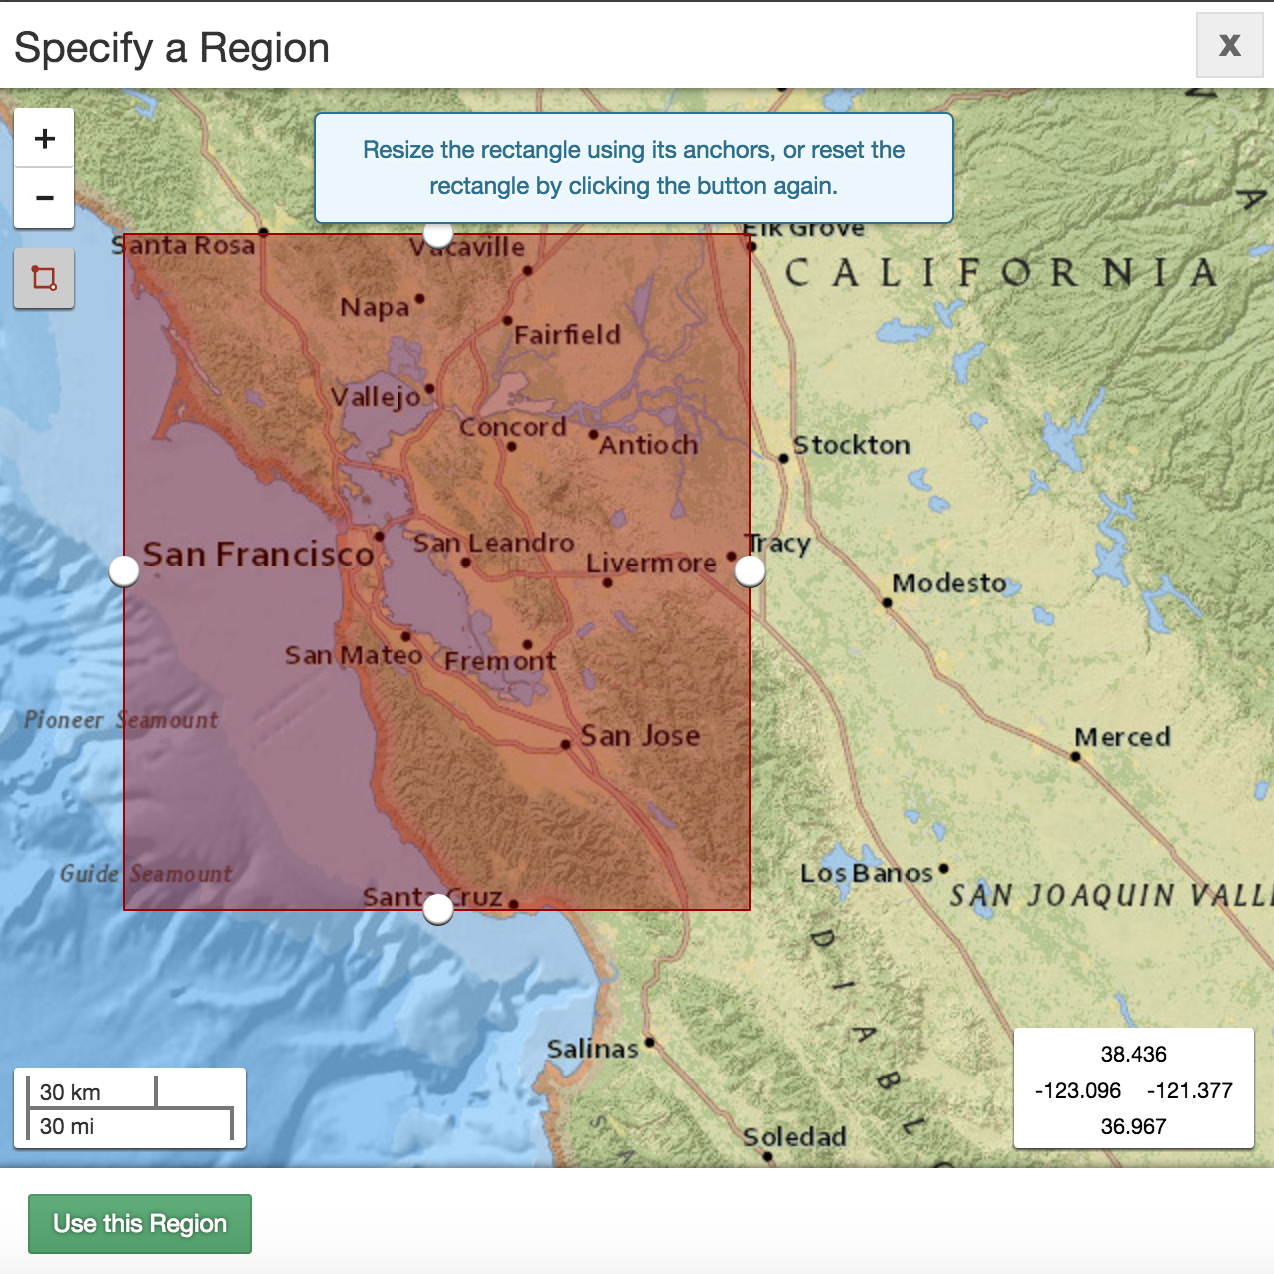 Specify a Region
X
+
Resize the rectangle using its anchors, or reset the
rectangle by clicking the button again.
−
Santa Rosa
Vacaville
Elk Grove
CALIFORNIA
Napa
Fairfield
Vallejo
Concord
Antioch
Stockton
San Francisco
San Leandro
Livermore
Tracy
Modesto
San Mateo
Fremont
Pioneer Seamount
San Jose
Merced
Guide Seamount
Santa Cruz
Los Banos
SAN JOAQUIN VALL
D I A B L
Salinas
Soledad
30 km
30 mi
38.436
-123.096 -121.377
36.967
Use this Region